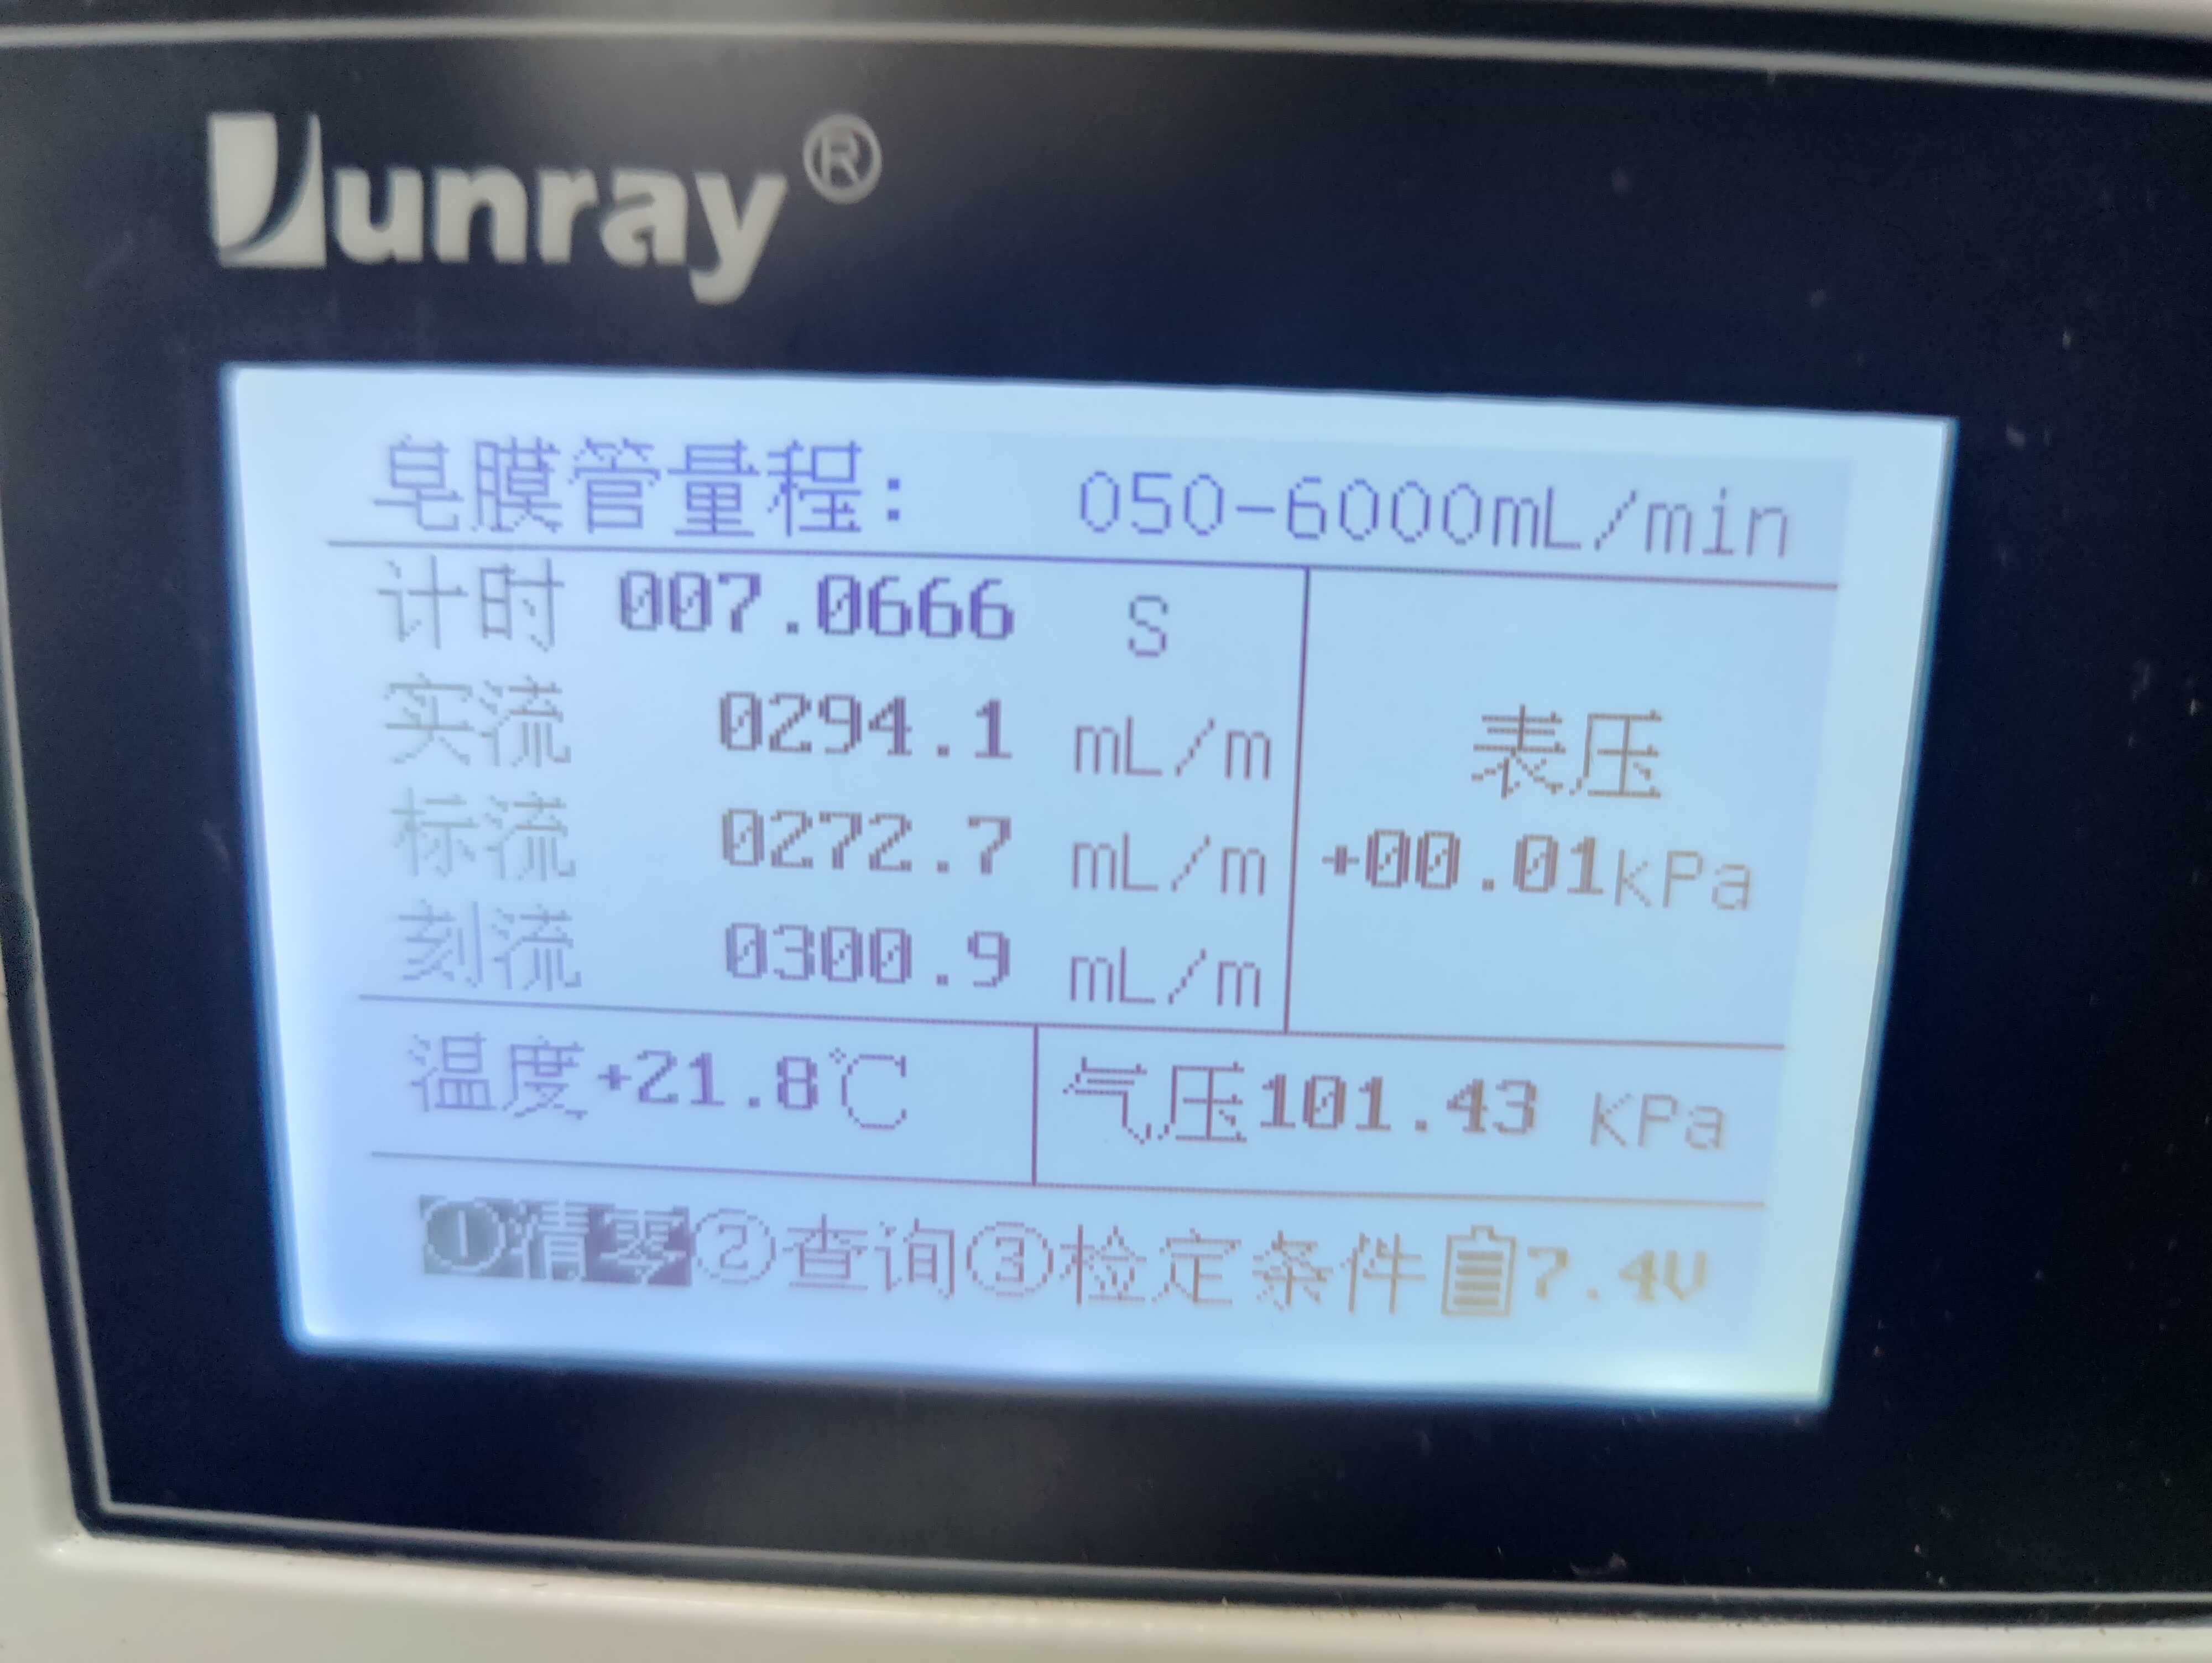 unray®
皂膜管量程: 050-6000mL/min
计时 007.0666 S
实流 0294.1 mL/m
标流 0272.7 mL/m
刻流 0300.9 mL/m
表压
+00.01kPa
温度+21.8℃ 气压101.43 KPa
①清零②查询③检定条件 7.4V